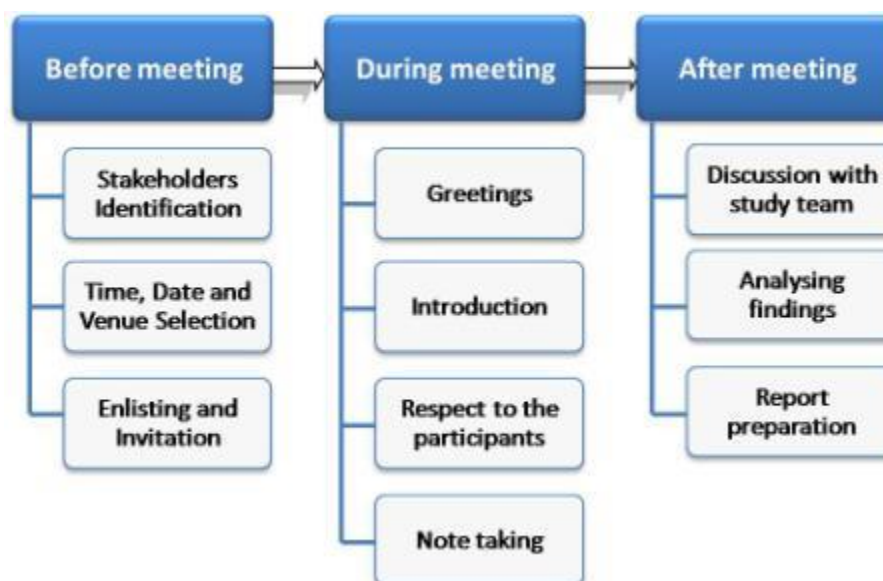 Before meeting
Stakeholders
Identification
Time, Date and
Venue Selection
Enlisting and
Invitation
During meeting
Greetings
Introduction
Respect to the
participants
Note taking
After meeting
Discussion with
study team
Analysing
findings
Report
preparation